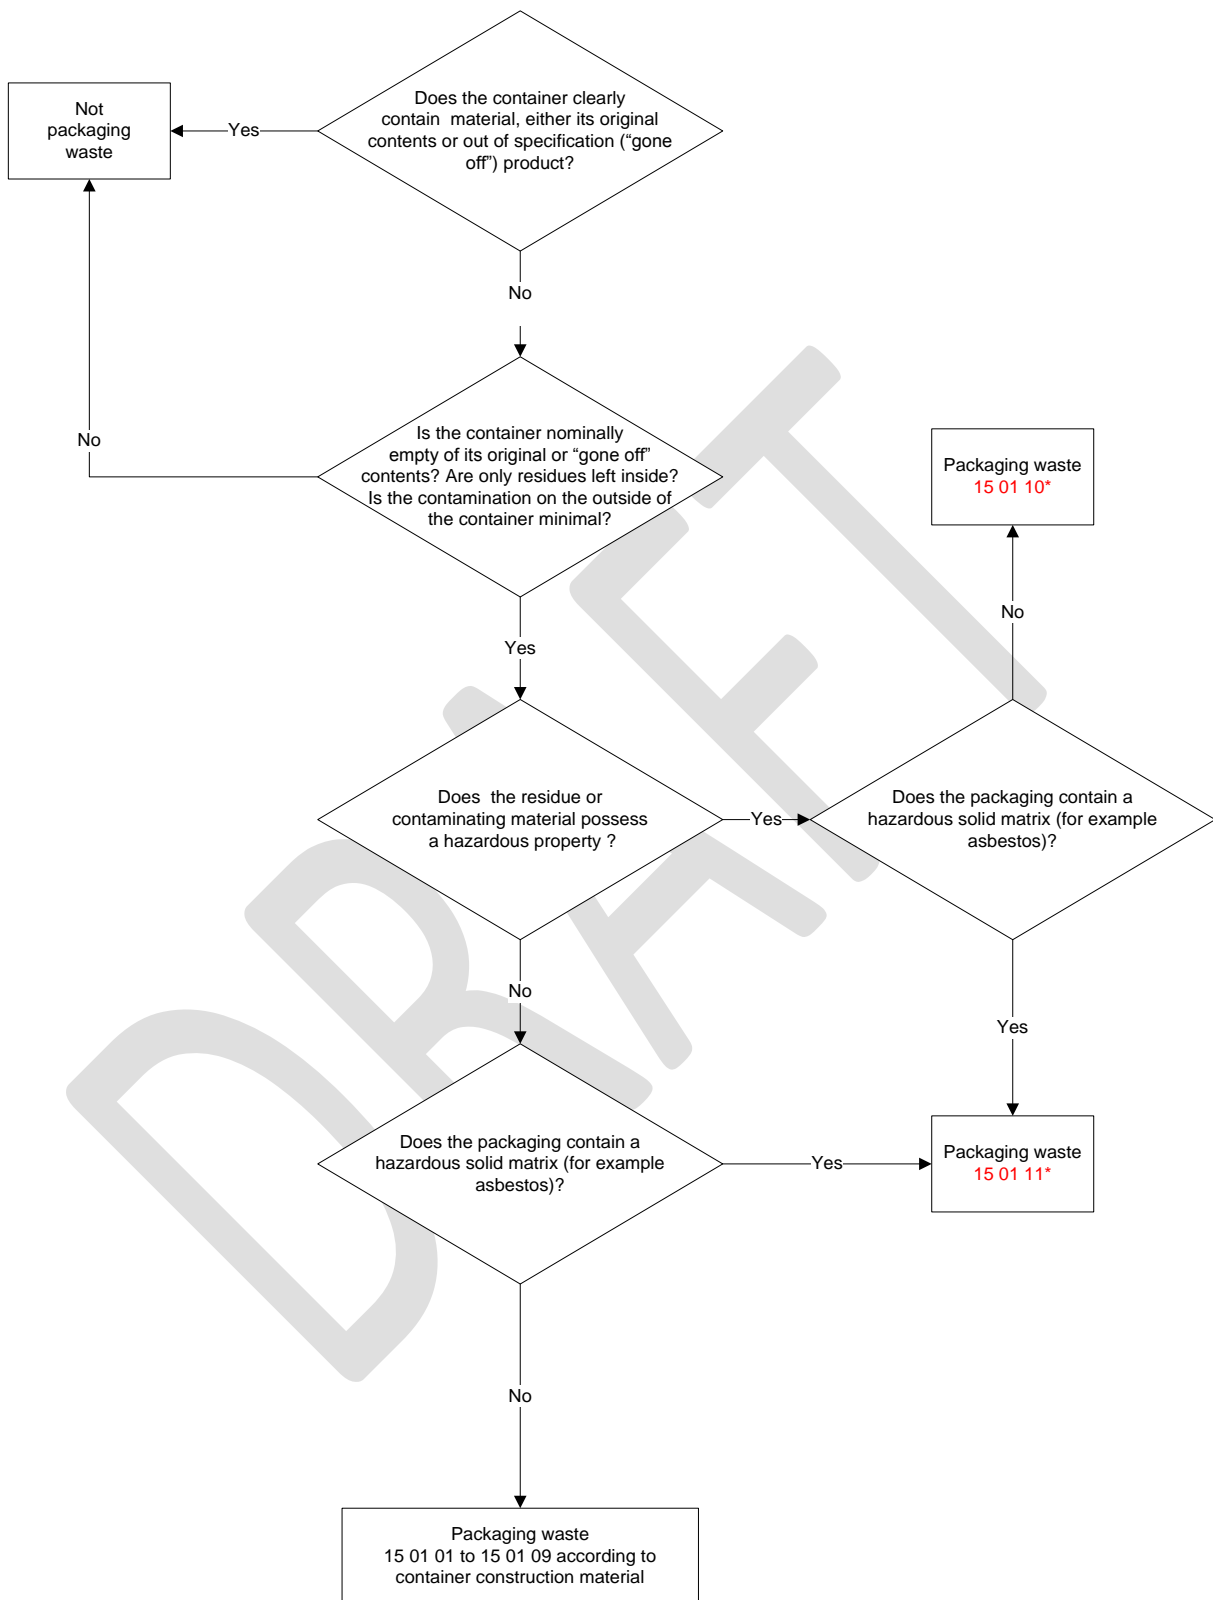 Does the container clearly
contain  material, either its original
contents or out of specification (“gone
off”) product?
Not
packaging
waste
Yes
No
Is the container nominally
empty of its original or “gone off”
contents? Are only residues left inside?
Is the contamination on the outside of
the container minimal?
No
Packaging waste
15 01 10*
No
Yes
Does  the residue or
contaminating material possess
a hazardous property ?
Yes
Does the packaging contain a
hazardous solid matrix (for example
asbestos)?
No
Yes
Does the packaging contain a
hazardous solid matrix (for example
asbestos)?
Yes
Packaging waste
15 01 11*
No
Packaging waste
15 01 01 to 15 01 09 according to
container construction material
DRAFT